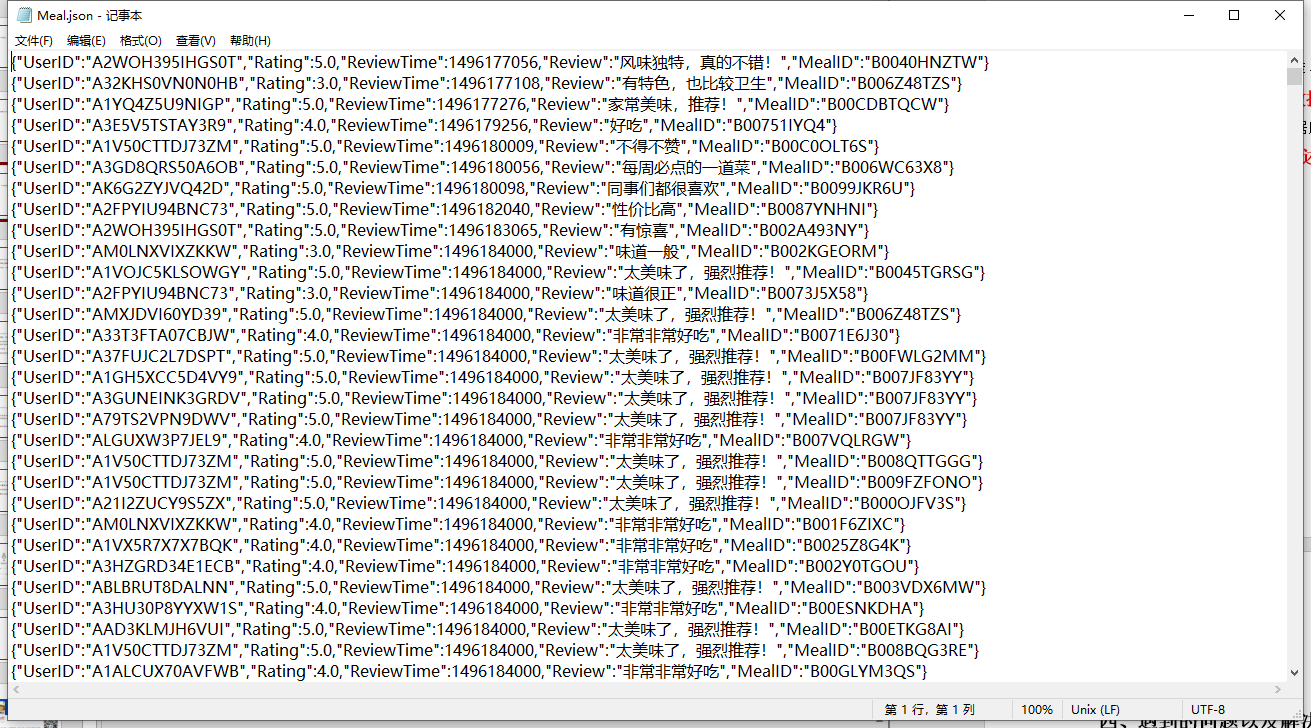 Meal.json - 记事本
文件(F) 编辑(E) 格式(O) 查看(V) 帮助(H)
{"UserID":"A2WOH395IHGS0T","Rating":5.0,"ReviewTime":1496177056,"Review":"风味独特，真的不错！","MealID":"B0040HNZTW"}
{"UserID":"A32KHS0VN0N0HB","Rating":3.0,"ReviewTime":1496177108,"Review":"有特色，也比较卫生","MealID":"B006Z48TZS"}
{"UserID":"A1YQ4Z5U9NIGP","Rating":5.0,"ReviewTime":1496177276,"Review":"家常美味，推荐！","MealID":"B00CDBTQCW"}
{"UserID":"A3E5V5TSTAY3R9","Rating":4.0,"ReviewTime":1496179256,"Review":"好吃","MealID":"B00751IYQ4"}
{"UserID":"A1V50CTTDJ73ZM","Rating":5.0,"ReviewTime":1496180009,"Review":"不得不赞","MealID":"B00C0OLT6S"}
{"UserID":"A3GD8QRS50A6OB","Rating":5.0,"ReviewTime":1496180056,"Review":"每周必点的一道菜","MealID":"B006WC63X8"}
{"UserID":"AK6G2ZYJVQ42D","Rating":5.0,"ReviewTime":1496180098,"Review":"同事们都很喜欢","MealID":"B0099JKR6U"}
{"UserID":"A2FPYIU94BNC73","Rating":5.0,"ReviewTime":1496182040,"Review":"性价比高","MealID":"B0087YNHNI"}
{"UserID":"A2WOH395IHGS0T","Rating":5.0,"ReviewTime":1496183065,"Review":"有惊喜","MealID":"B002A493NY"}
{"UserID":"AM0LNXVIXZKKW","Rating":3.0,"ReviewTime":1496184000,"Review":"味道一般","MealID":"B002KGEORM"}
{"UserID":"A1VOJC5KLSOWGY","Rating":5.0,"ReviewTime":1496184000,"Review":"太美味了，强烈推荐！","MealID":"B0045TGRSG"}
{"UserID":"A2FPYIU94BNC73","Rating":3.0,"ReviewTime":1496184000,"Review":"味道很正","MealID":"B0073J5X58"}
{"UserID":"AMXJDVI60YD39","Rating":5.0,"ReviewTime":1496184000,"Review":"太美味了，强烈推荐！","MealID":"B006Z48TZS"}
{"UserID":"A33T3FTA07CBJW","Rating":4.0,"ReviewTime":1496184000,"Review":"非常非常好吃","MealID":"B0071E6J30"}
{"UserID":"A37FUJC2L7DSPT","Rating":5.0,"ReviewTime":1496184000,"Review":"太美味了，强烈推荐！","MealID":"B00FWLG2MM"}
{"UserID":"A1GH5XCC5D4VY9","Rating":5.0,"ReviewTime":1496184000,"Review":"太美味了，强烈推荐！","MealID":"B007JF83YY"}
{"UserID":"A3GUNEINK3GRDV","Rating":5.0,"ReviewTime":1496184000,"Review":"太美味了，强烈推荐！","MealID":"B007JF83YY"}
{"UserID":"A79TS2VPN9DWV","Rating":5.0,"ReviewTime":1496184000,"Review":"太美味了，强烈推荐！","MealID":"B007JF83YY"}
{"UserID":"ALGUXW3P7JEL9","Rating":4.0,"ReviewTime":1496184000,"Review":"非常非常好吃","MealID":"B007VQLRGW"}
{"UserID":"A1V50CTTDJ73ZM","Rating":5.0,"ReviewTime":1496184000,"Review":"太美味了，强烈推荐！","MealID":"B008QTTGGG"}
{"UserID":"A1V50CTTDJ73ZM","Rating":5.0,"ReviewTime":1496184000,"Review":"太美味了，强烈推荐！","MealID":"B009FZFONO"}
{"UserID":"A21I2ZUCY9S5ZX","Rating":5.0,"ReviewTime":1496184000,"Review":"太美味了，强烈推荐！","MealID":"B000OJFV3S"}
{"UserID":"AM0LNXVIXZKKW","Rating":4.0,"ReviewTime":1496184000,"Review":"非常非常好吃","MealID":"B001F6ZIXC"}
{"UserID":"A1VX5R7X7X7BQK","Rating":4.0,"ReviewTime":1496184000,"Review":"非常非常好吃","MealID":"B0025Z8G4K"}
{"UserID":"A3HZGRD34E1ECB","Rating":4.0,"ReviewTime":1496184000,"Review":"非常非常好吃","MealID":"B002Y0TGOU"}
{"UserID":"ABLBRUT8DALNN","Rating":5.0,"ReviewTime":1496184000,"Review":"太美味了，强烈推荐！","MealID":"B003VDX6MW"}
{"UserID":"A3HU30P8YYXW1S","Rating":4.0,"ReviewTime":1496184000,"Review":"非常非常好吃","MealID":"B00ESNKDHA"}
{"UserID":"AAD3KLMJH6VUI","Rating":5.0,"ReviewTime":1496184000,"Review":"太美味了，强烈推荐！","MealID":"B00ETKG8AI"}
{"UserID":"A1V50CTTDJ73ZM","Rating":5.0,"ReviewTime":1496184000,"Review":"太美味了，强烈推荐！","MealID":"B008BQG3RE"}
{"UserID":"A1ALCUX70AVFWB","Rating":4.0,"ReviewTime":1496184000,"Review":"非常非常好吃","MealID":"B00GLYM3QS"}
第 1 行，第 1 列 100% Unix (LF) UTF-8